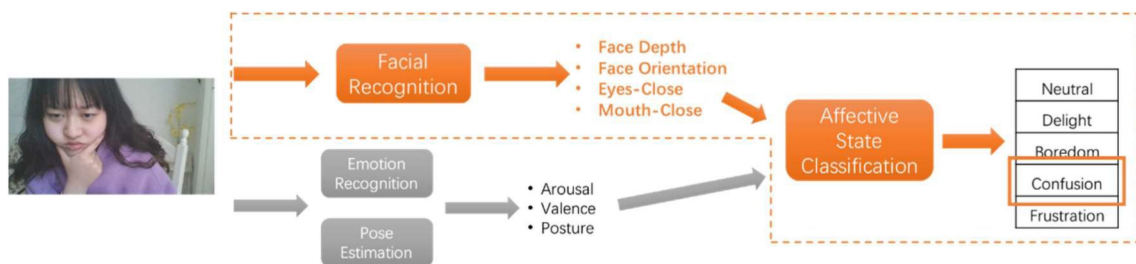 Facial
Recognition
• Face Depth
• Face Orientation
• Eyes-Close
• Mouth-Close
Emotion
Recognition
Pose
Estimation
• Arousal
• Valence
• Posture
Affective
State
Classification
Neutral
Delight
Boredom
Confusion
Frustration